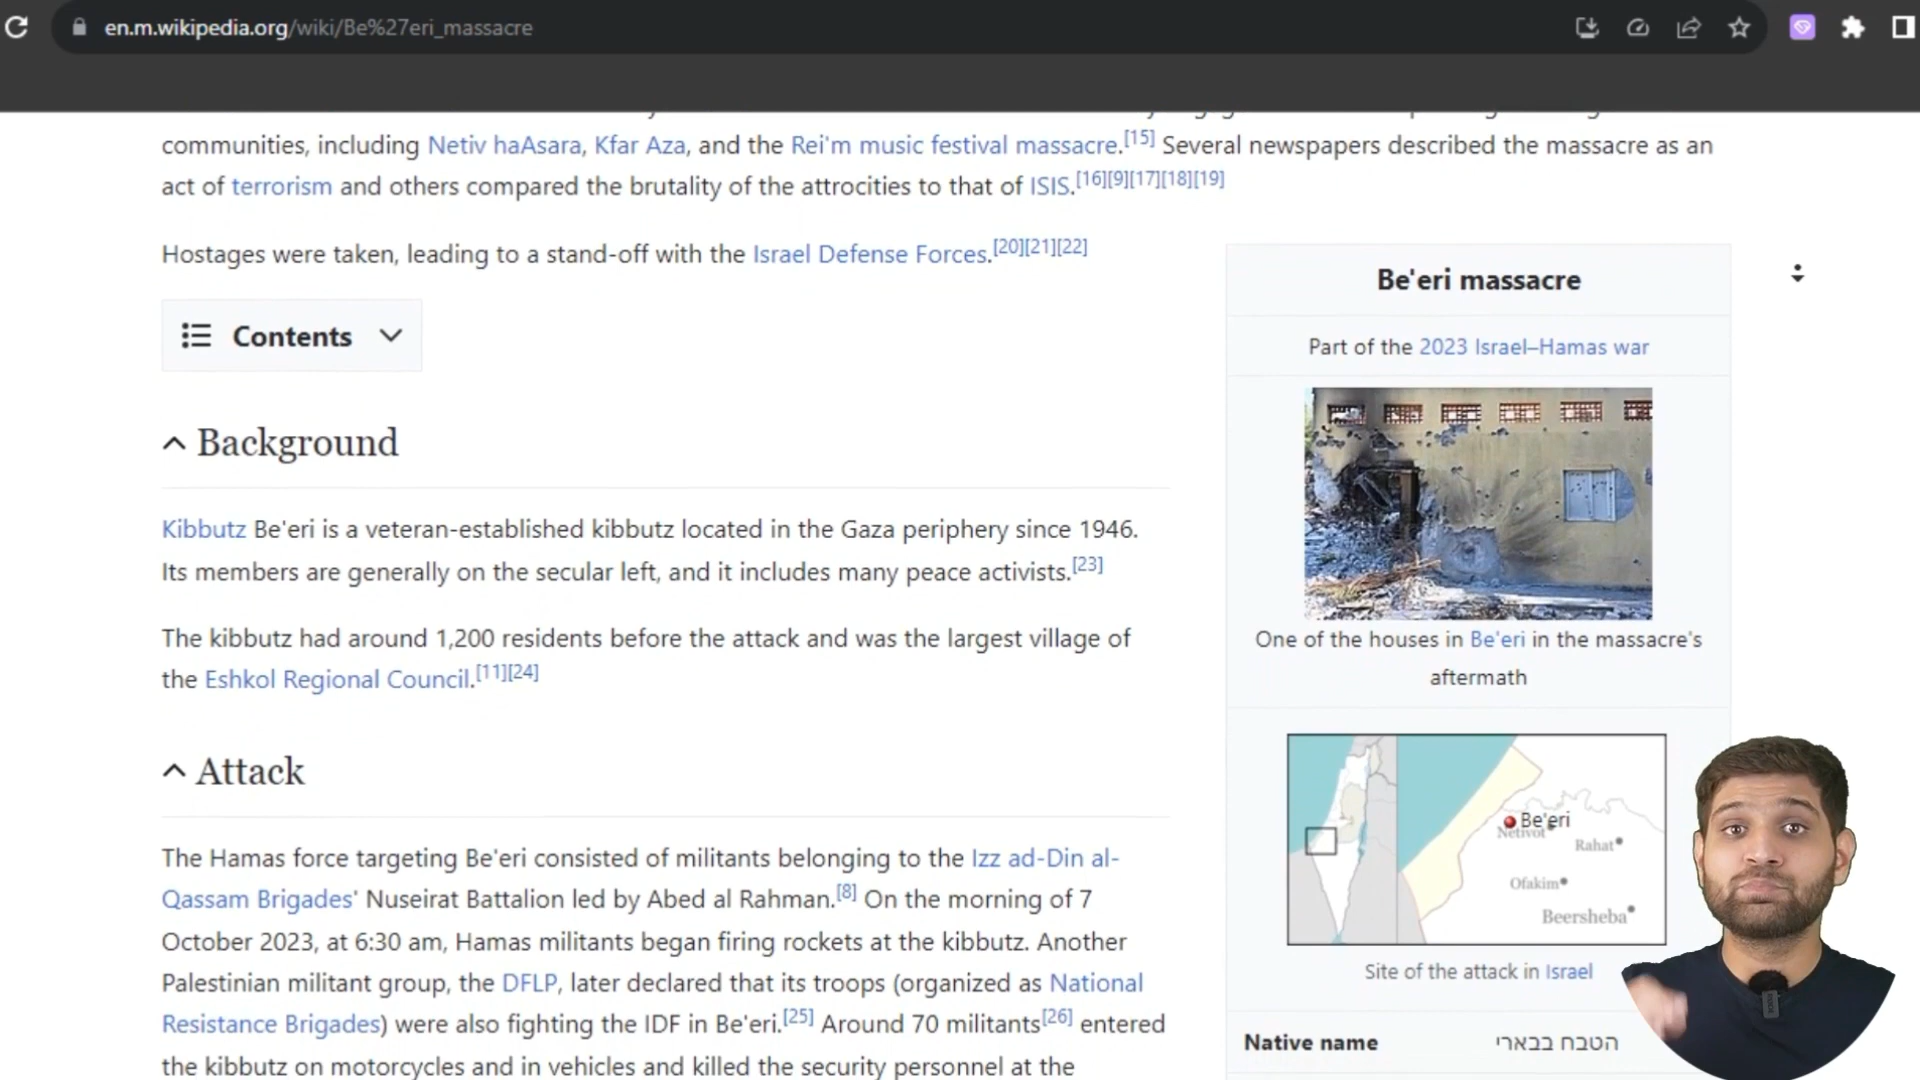 en.m.wikipedia.org/wiki/Be%27eri_massacre
communities, including Netiv haAsara, Kfar Aza, and the Rei'm music festival massacre.[15] Several newspapers described the massacre as an
act of terrorism and others compared the brutality of the attrocities to that of ISIS.[16][9][17][18][19]
Hostages were taken, leading to a stand-off with the Israel Defense Forces.[20][21][22]
Contents
Background
Kibbutz Be'eri is a veteran-established kibbutz located in the Gaza periphery since 1946.
Its members are generally on the secular left, and it includes many peace activists.[23]
The kibbutz had around 1,200 residents before the attack and was the largest village of
the Eshkol Regional Council.[11][24]
Attack
The Hamas force targeting Be'eri consisted of militants belonging to the Izz ad-Din al-
Qassam Brigades' Nuseirat Battalion led by Abed al Rahman.[8] On the morning of 7
October 2023, at 6:30 am, Hamas militants began firing rockets at the kibbutz. Another
Palestinian militant group, the DFLP, later declared that its troops (organized as National
Resistance Brigades) were also fighting the IDF in Be'eri.[25] Around 70 militants[26] entered
the kibbutz on motorcycles and in vehicles and killed the security personnel at the
Be'eri massacre
Part of the 2023 Israel–Hamas war
One of the houses in Be'eri in the massacre's
aftermath
Be'eri
Netivot
Rahat
Ofakim
Beersheba
Site of the attack in Israel
Native name הטבח בבארי